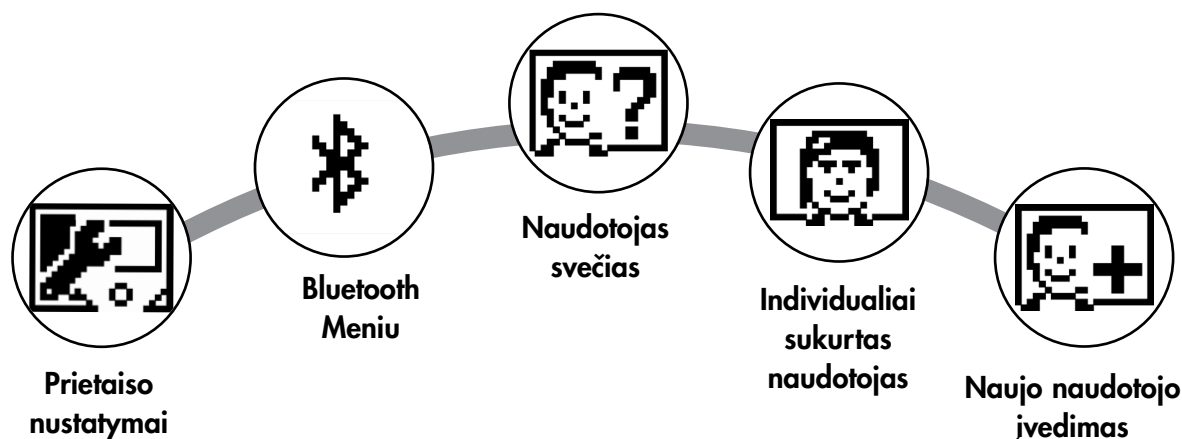 Prietaiso
nustatymai
Bluetooth
Meniu
Naudotojas
svečias
Individualiai
sukurtas
naudotojas
Naujo naudotojo
įvedimas